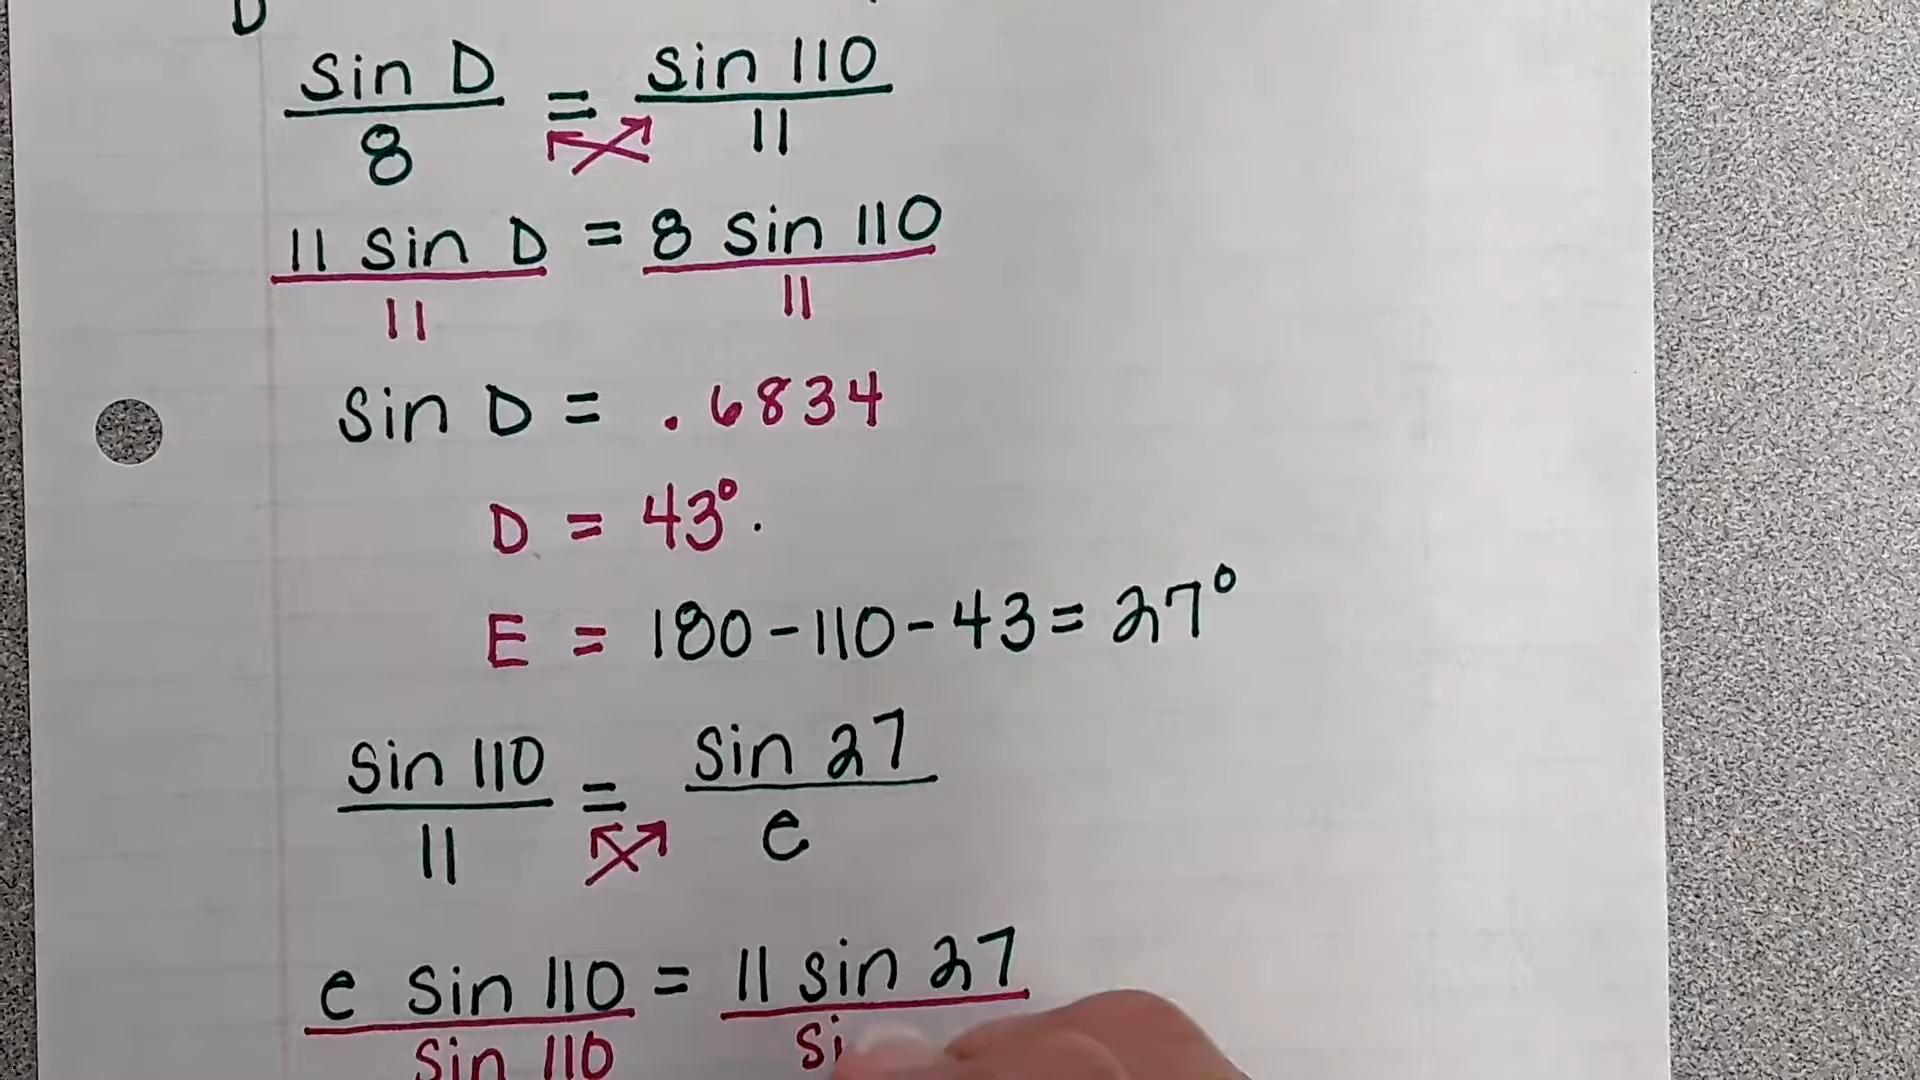 D
sin D / 8 = sin 110 / 11
11 sin D / 11 = 8 sin 110 / 11
sin D = .6834
D = 43°.
E = 180 - 110 - 43 = 27°
sin 110 / 11 = sin 27 / e
e sin 110 / sin 110 = 11 sin 27 / si